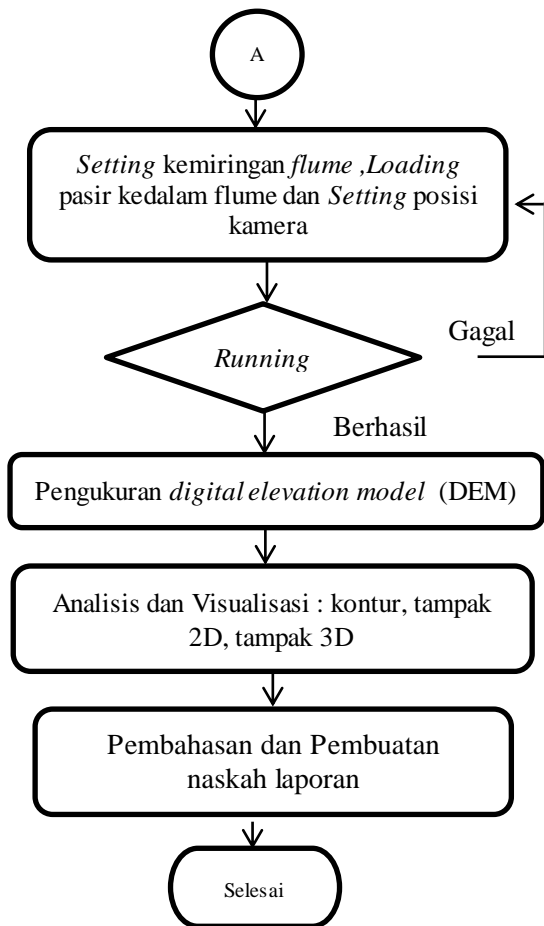 A
Setting kemiringan flume ,Loading
pasir kedalam flume dan Setting posisi
kamera
Gagal
Running
Berhasil
Pengukuran digital elevation model (DEM)
Analisis dan Visualisasi : kontur, tampak
2D, tampak 3D
Pembahasan dan Pembuatan
naskah laporan
Selesai